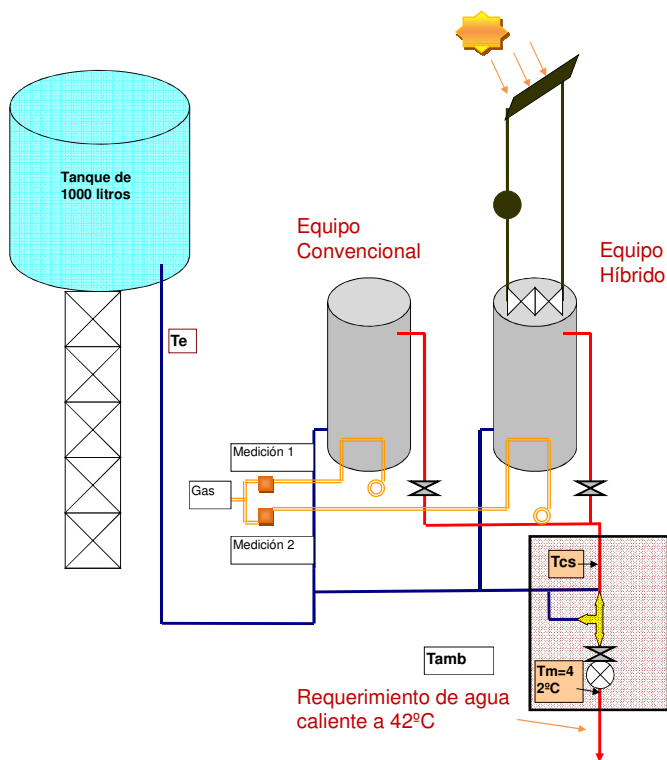 Tanque de
1000 litros
Equipo
Convencional
Equipo
Híbrido
Te
Medición 1
Gas
Medición 2
Tcs
Tamb
Tm=4
2ºC
Requerimiento de agua
caliente a 42ºC